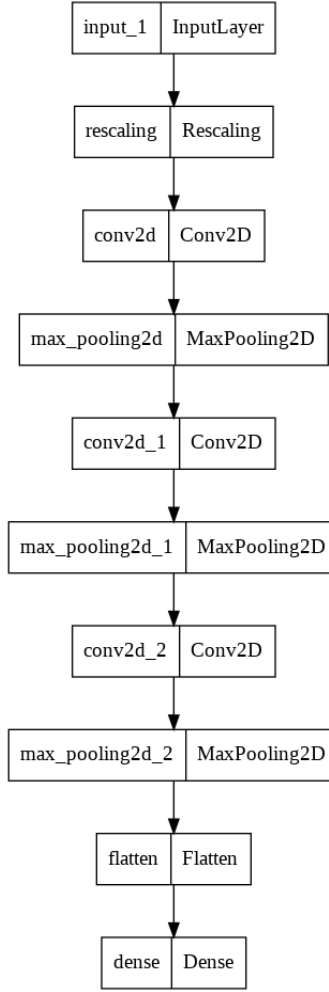 input_1 InputLayer
rescaling Rescaling
conv2d Conv2D
max_pooling2d MaxPooling2D
conv2d_1 Conv2D
max_pooling2d_1 MaxPooling2D
conv2d_2 Conv2D
max_pooling2d_2 MaxPooling2D
flatten Flatten
dense Dense